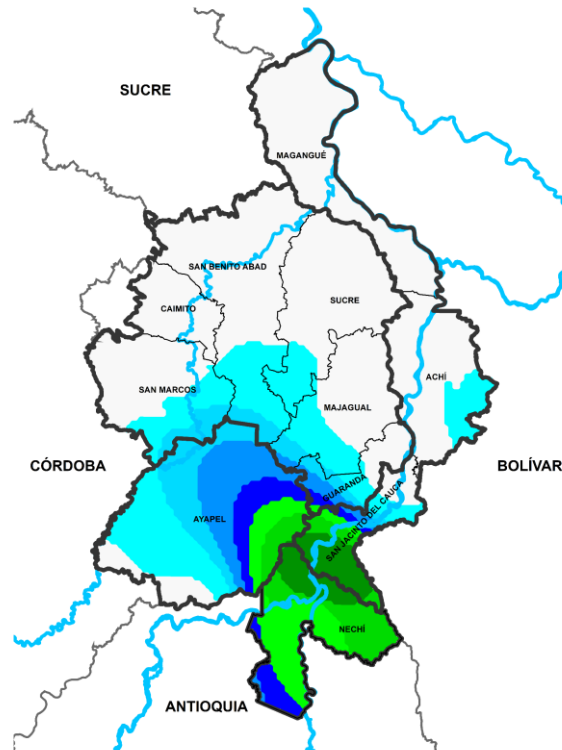 SUCRE
MAGANGUÉ
SAN BENITO ABAD
SUCRE
CAIMITO
ACHÍ
SAN MARCOS
MAJAGUAL
CÓRDOBA
BOLÍVAR
GUARANDA
AYAPEL
SAN JACINTO DEL CAUCA
NECHÍ
ANTIOQUIA